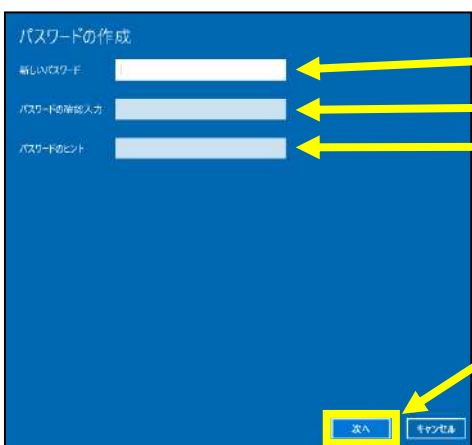 パスワードの作成
新しいパスワード
パスワードの確認入力
パスワードのヒント
次へ
キャンセル